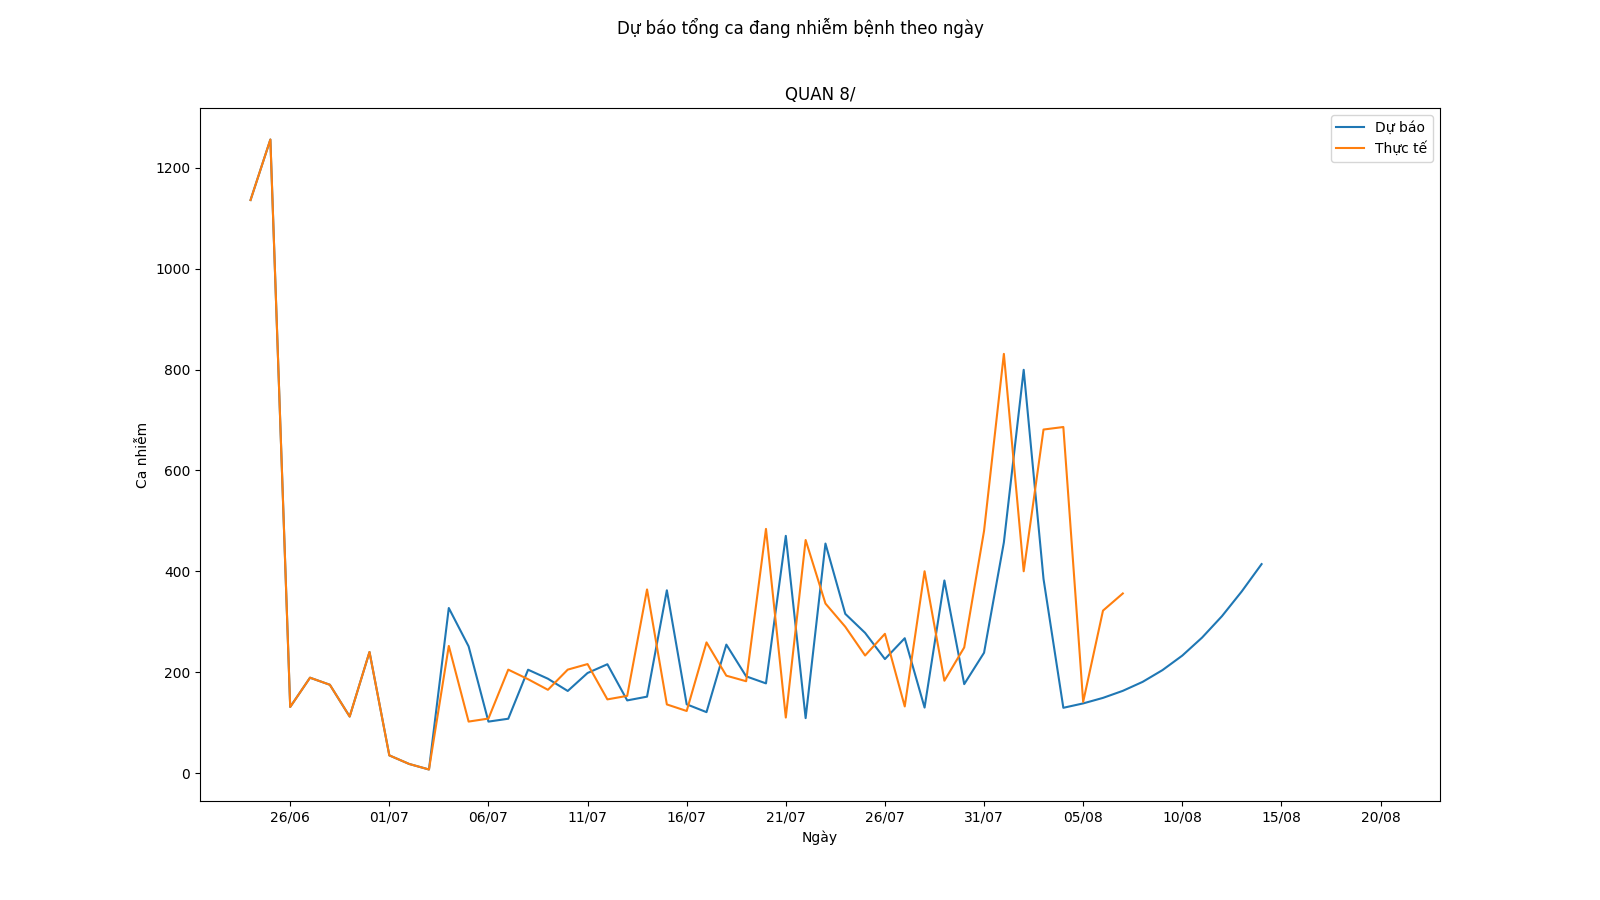 Dự báo tổng ca đang nhiễm bệnh theo ngày
QUAN 8/
Dự báo
Thực tế
1200
1000
800
600
400
200
0
Ca nhiễm
26/06 01/07 06/07 11/07 16/07 21/07 26/07 31/07 05/08 10/08 15/08 20/08
Ngày